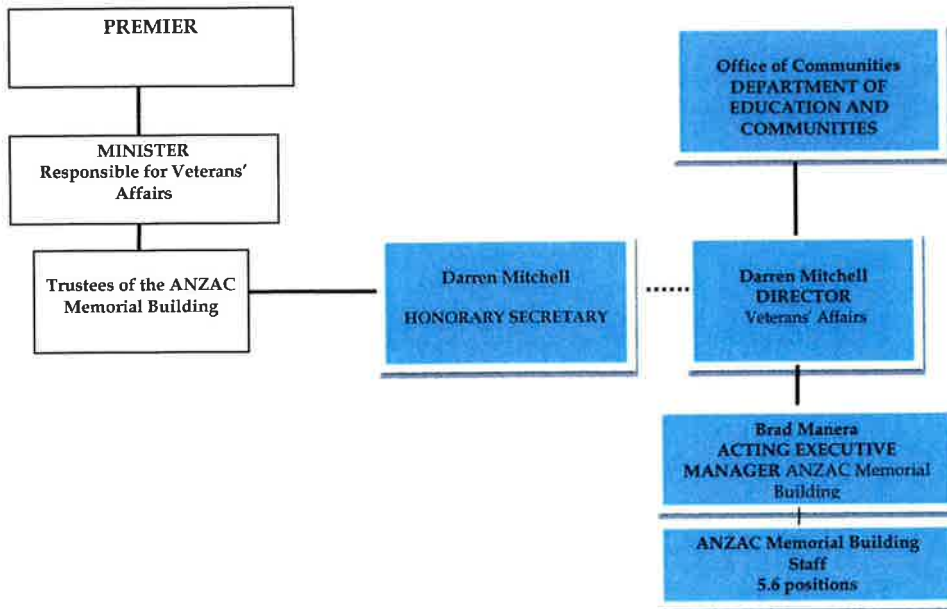 PREMIER
MINISTER
Responsible for Veterans'
Affairs
Trustees of the ANZAC
Memorial Building
Darren Mitchell
HONORARY SECRETARY
Office of Communities
DEPARTMENT OF
EDUCATION AND
COMMUNITIES
Darren Mitchell
DIRECTOR
Veterans' Affairs
Brad Manera
ACTING EXECUTIVE
MANAGER ANZAC Memorial
Building
ANZAC Memorial Building
Staff
5.6 positions